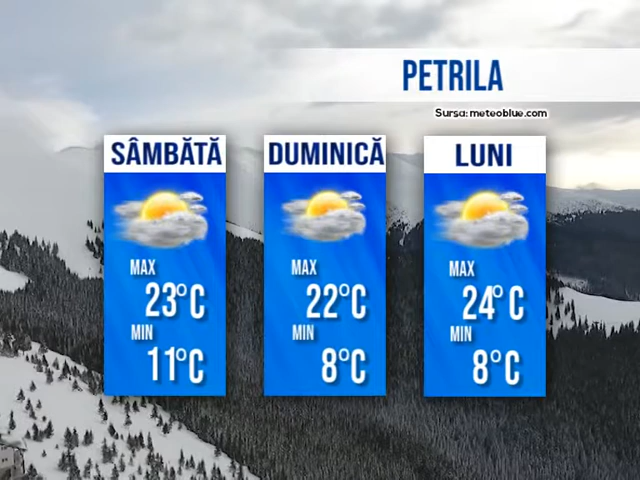 PETRILA
Sursa: meteoblue.com
SÂMBĂTĂ
MAX
23°C
MIN
11°C
DUMINICĂ
MAX
22°C
MIN
8°C
LUNI
MAX
24°C
MIN
8°C